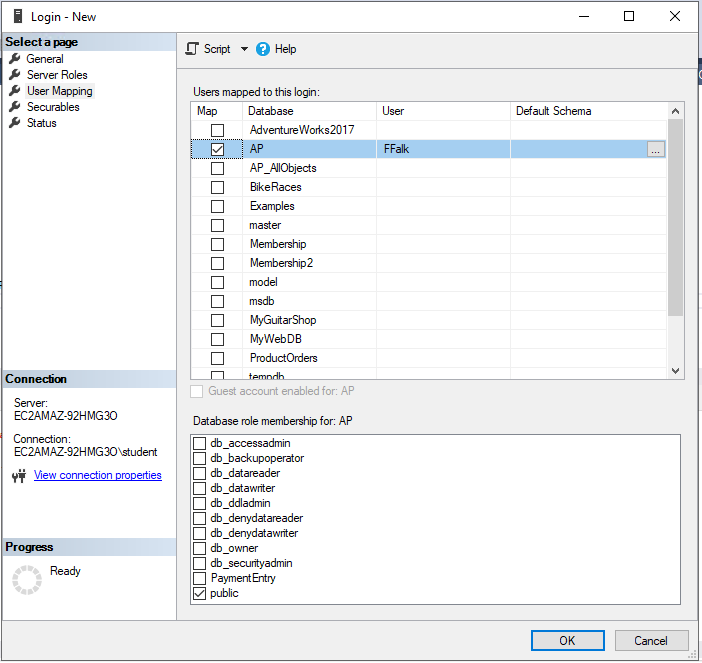 Login - New
Select a page
General
Server Roles
User Mapping
Securables
Status
Script Help
Users mapped to this login:
Map Database User Default Schema
AdventureWorks2017
AP FFalk ...
AP_AllObjects
BikeRaces
Examples
master
Membership
Membership2
model
msdb
MyGuitarShop
MyWebDB
ProductOrders
tempdb
Guest account enabled for: AP
Database role membership for: AP
db_accessadmin
db_backupoperator
db_datareader
db_datawriter
db_ddladmin
db_denydatareader
db_denydatawriter
db_owner
db_securityadmin
PaymentEntry
public
Connection
Server:
EC2AMAZ-92HMG3O
Connection:
EC2AMAZ-92HMG3O\student
View connection properties
Progress
Ready
OK Cancel